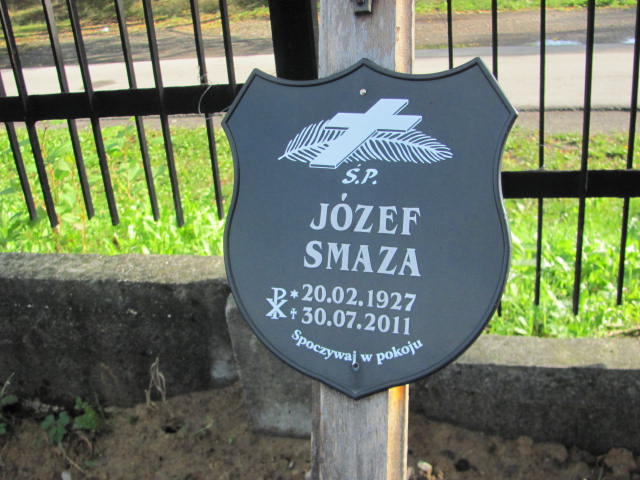 Ś.P.
JÓZEF
SMAZA
* 20.02.1927
† 30.07.2011
Spoczywaj w pokoju